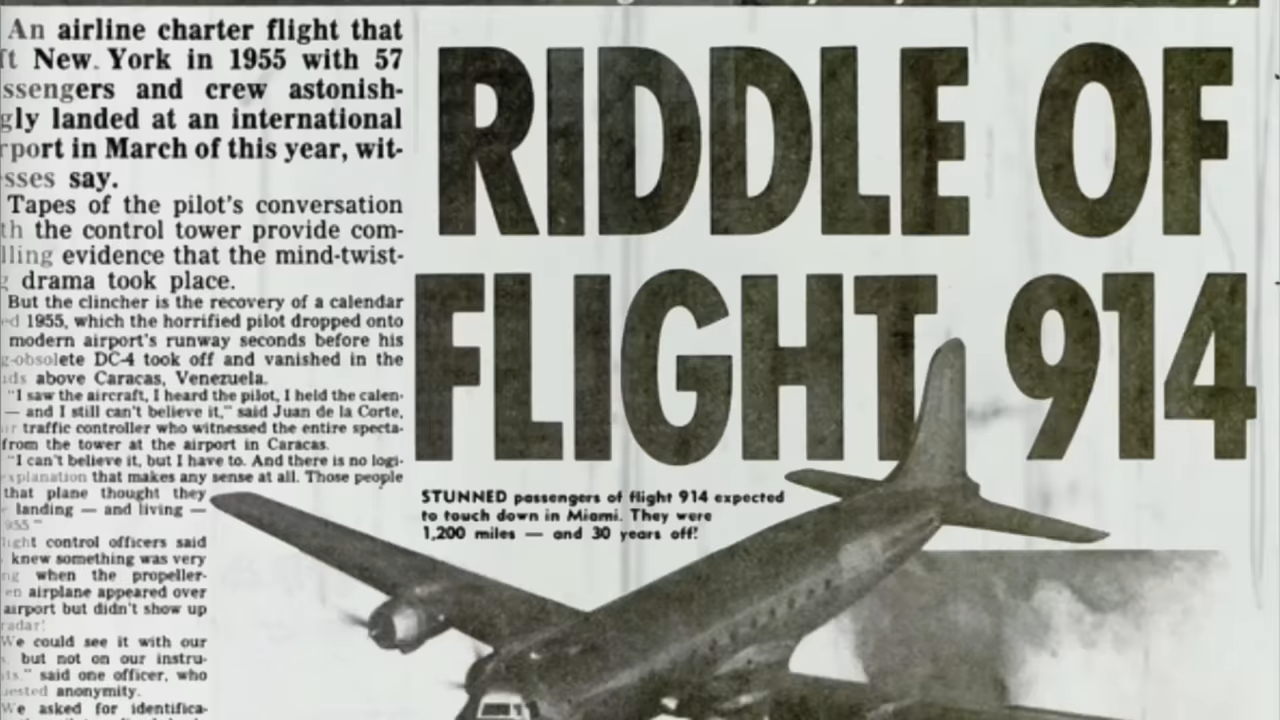 An airline charter flight that
ft New York in 1955 with 57
ssengers and crew astonish-
gly landed at an international
rport in March of this year, wit-
sses say.
Tapes of the pilot's conversation
th the control tower provide com-
lling evidence that the mind-twist-
g drama took place.
But the clincher is the recovery of a calendar
ed 1955, which the horrified pilot dropped onto
modern airport's runway seconds before his
g-obsolete DC-4 took off and vanished in the
ds above Caracas, Venezuela.
"I saw the aircraft, I heard the pilot, I held the calen-
— and I still can't believe it," said Juan de la Corte,
ir traffic controller who witnessed the entire specta-
from the tower at the airport in Caracas.
"I can't believe it, but I have to. And there is no logi-
explanation that makes any sense at all. Those people
that plane thought they
landing — and living —
955."
light control officers said
knew something was very
ng when the propeller-
en airplane appeared over
airport but didn't show up
radar!
"We could see it with our
s, but not on our instru-
ts," said one officer, who
uested anonymity.
"We asked for identifica-
RIDDLE OF
FLIGHT 914
STUNNED passengers of flight 914 expected
to touch down in Miami. They were
1,200 miles — and 30 years off!